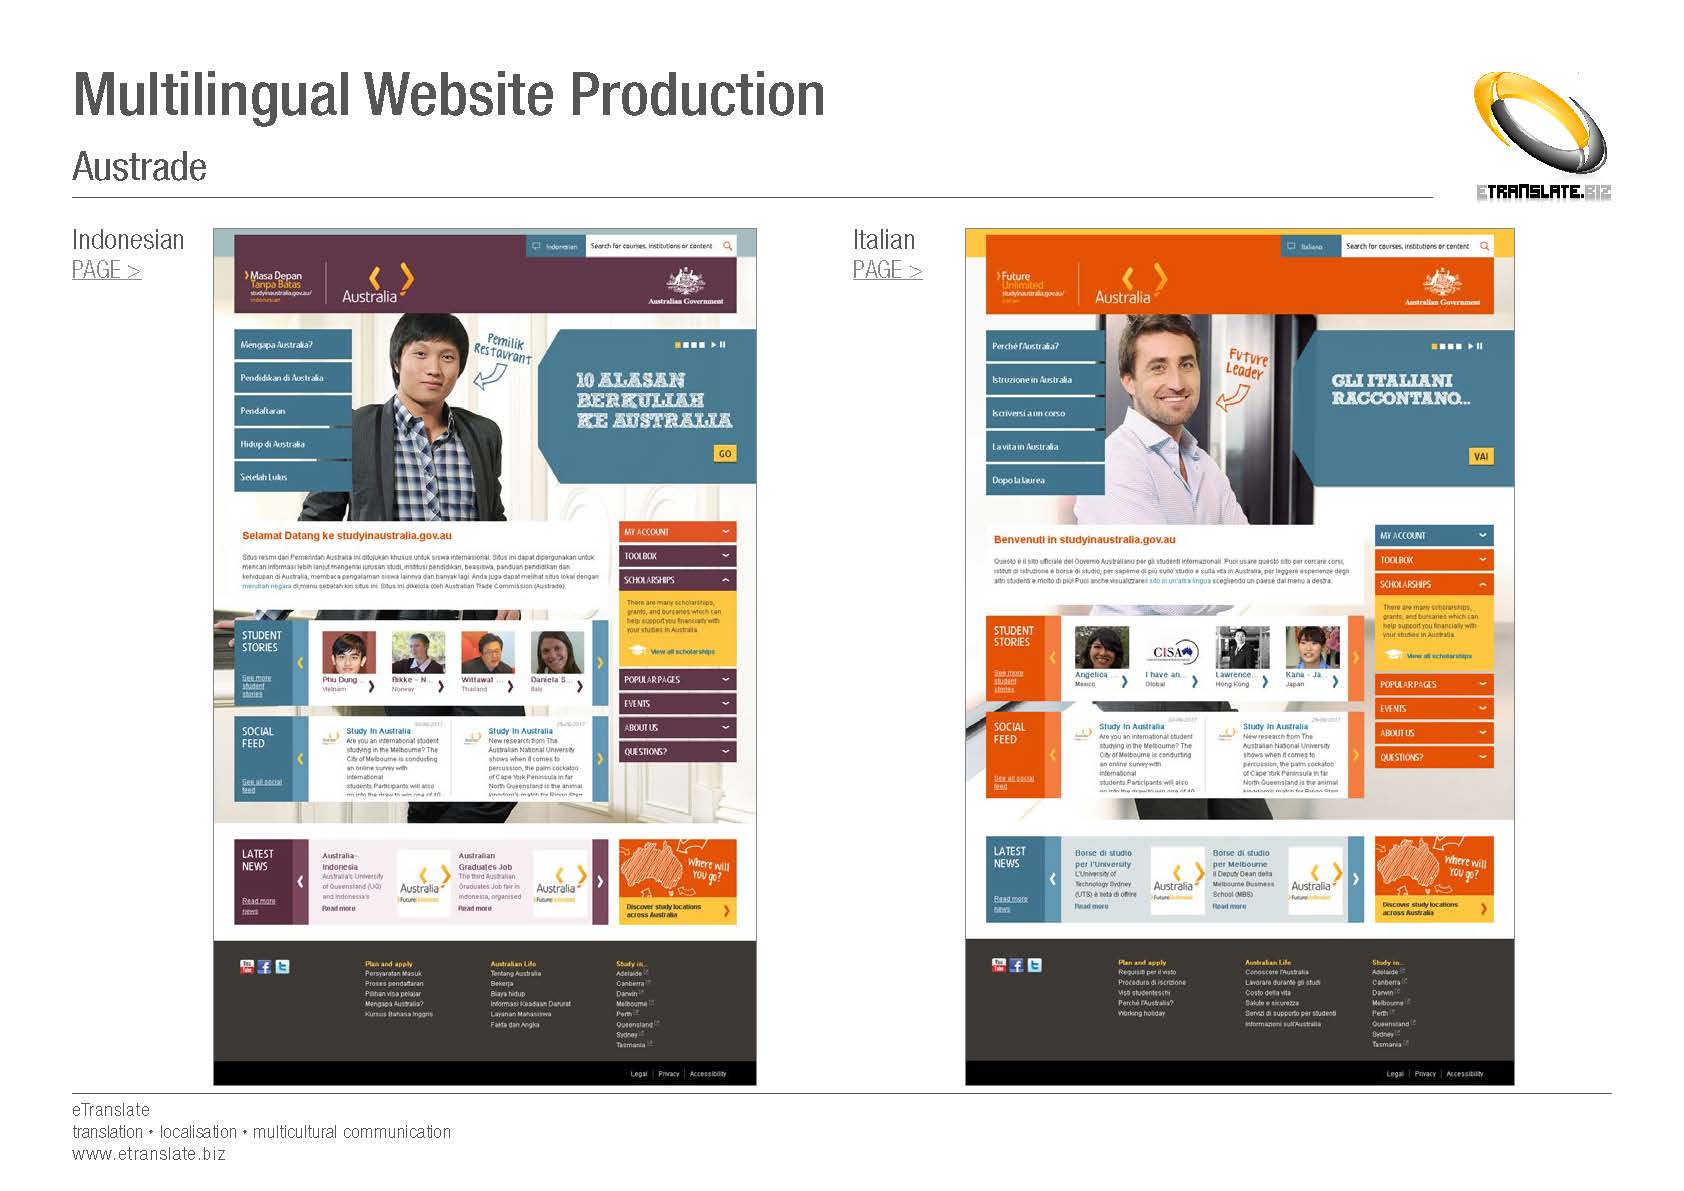 Multilingual Website Production
Austrade
ETRANSLATE.BIZ
Indonesian
PAGE >
Indonesian
Search for courses, institutions or content
Masa Depan
Tanpa Batas
studyinaustralia.gov.au/
indonesian
Australia
Australian Government
Mengapa Australia?
Pendidikan di Australia
Pendaftaran
Hidup di Australia
Setelah Lulus
Pemilik
Restaurant
10 ALASAN
BERKULIAH
KE AUSTRALIA
GO
Selamat Datang ke studyinaustralia.gov.au
Situs resmi dari Pemerintah Australia ini ditujukan khusus untuk siswa internasional. Situs ini dapat dipergunakan untuk
mencari informasi lebih lanjut mengenai jurusan studi, institusi pendidikan, beasiswa, panduan pendidikan dan
kehidupan di Australia, membaca pengalaman siswa lainnya dan banyak lagi. Anda juga dapat melihat situs lokal dengan
merubah negara di menu sebelah kiri situs ini. Situs ini dikelola oleh Australian Trade Commission (Austrade).
MY ACCOUNT
TOOLBOX
SCHOLARSHIPS
There are many scholarships,
grants, and bursaries which can
help support you financially with
your studies in Australia.
View all scholarships
POPULAR PAGES
EVENTS
ABOUT US
QUESTIONS?
STUDENT
STORIES
See more
student
stories
Phu Dung...
Vietnam
Rikke - N...
Norway
Wittawat ...
Thailand
Daniela S...
Italy
SOCIAL
FEED
See all social
feed
30-06-2017
Study In Australia
Are you an international student
studying in the Melbourne? The
City of Melbourne is conducting
an online survey with
international
students.Participants will also
go into the draw to win one of 40
29-06-2017
Study In Australia
New research from The
Australian National University
shows when it comes to
percussion, the palm cockatoo
of Cape York Peninsula in far
North Queensland is the animal
kingdom's match for Ringo Starr
LATEST
NEWS
Read more
news
Australia-
Indonesia
Australia's University
of Queensland (UQ)
and Indonesia's
Read more
Australia
FutureUnlimited
Australian
Graduates Job
The third Australian
Graduates Job fair in
Indonesia, organised
Read more
Australia
FutureUnlimited
Where will
you go?
Discover study locations
across Australia
Plan and apply
Persyaratan Masuk
Proses pendaftaran
Pilihan visa pelajar
Mengapa Australia?
Kursus Bahasa Inggris
Australian Life
Tentang Australia
Bekerja
Biaya hidup
Informasi Keadaan Darurat
Layanan Mahasiswa
Fakta dan Angka
Study in...
Adelaide
Canberra
Darwin
Melbourne
Perth
Queensland
Sydney
Tasmania
Legal | Privacy | Accessibility
Italian
PAGE >
Italiano
Search for courses, institutions or content
Future
Unlimited
studyinaustralia.gov.au/
italian
Australia
Australian Government
Perché l'Australia?
Istruzione in Australia
Iscriversi a un corso
La vita in Australia
Dopo la laurea
Future
Leader
GLI ITALIANI
RACCONTANO...
VAI
Benvenuti in studyinaustralia.gov.au
Questo è il sito ufficiale del Governo Australiano per gli studenti internazionali. Puoi usare questo sito per cercare corsi,
istituti di istruzione e borse di studio, per saperne di più sullo studio e sulla vita in Australia, per leggere esperienze degli
altri studenti e molto di più! Puoi anche visualizzare il sito in un'altra lingua scegliendo un paese dal menu a destra.
MY ACCOUNT
TOOLBOX
SCHOLARSHIPS
There are many scholarships,
grants, and bursaries which can
help support you financially with
your studies in Australia.
View all scholarships
POPULAR PAGES
EVENTS
ABOUT US
QUESTIONS?
STUDENT
STORIES
See more
student
stories
Angelica ...
Mexico
CISA
I have an...
Global
Lawrence...
Hong Kong
Kana - Ja...
Japan
SOCIAL
FEED
See all social
feed
30-06-2017
Study In Australia
Are you an international student
studying in the Melbourne? The
City of Melbourne is conducting
an online survey with
international
students.Participants will also
go into the draw to win one of 40
29-06-2017
Study In Australia
New research from The
Australian National University
shows when it comes to
percussion, the palm cockatoo
of Cape York Peninsula in far
North Queensland is the animal
kingdom's match for Ringo Starr
LATEST
NEWS
Read more
news
Borse di studio
per l'University
L'University of
Technology Sydney
(UTS) è lieta di offrire
Read more
Australia
FutureUnlimited
Borse di studio
per Melbourne
Il Deputy Dean della
Melbourne Business
School (MBS)
Read more
Australia
FutureUnlimited
Where will
you go?
Discover study locations
across Australia
Plan and apply
Requisiti per il visto
Procedura di iscrizione
Visti studenteschi
Perché l'Australia?
Working holiday
Australian Life
Conoscere l'Australia
Lavorare durante gli studi
Costo della vita
Salute e sicurezza
Servizi di supporto per studenti
Informazioni sull'Australia
Study in...
Adelaide
Canberra
Darwin
Melbourne
Perth
Queensland
Sydney
Tasmania
Legal | Privacy | Accessibility
eTranslate
translation • localisation • multicultural communication
www.etranslate.biz